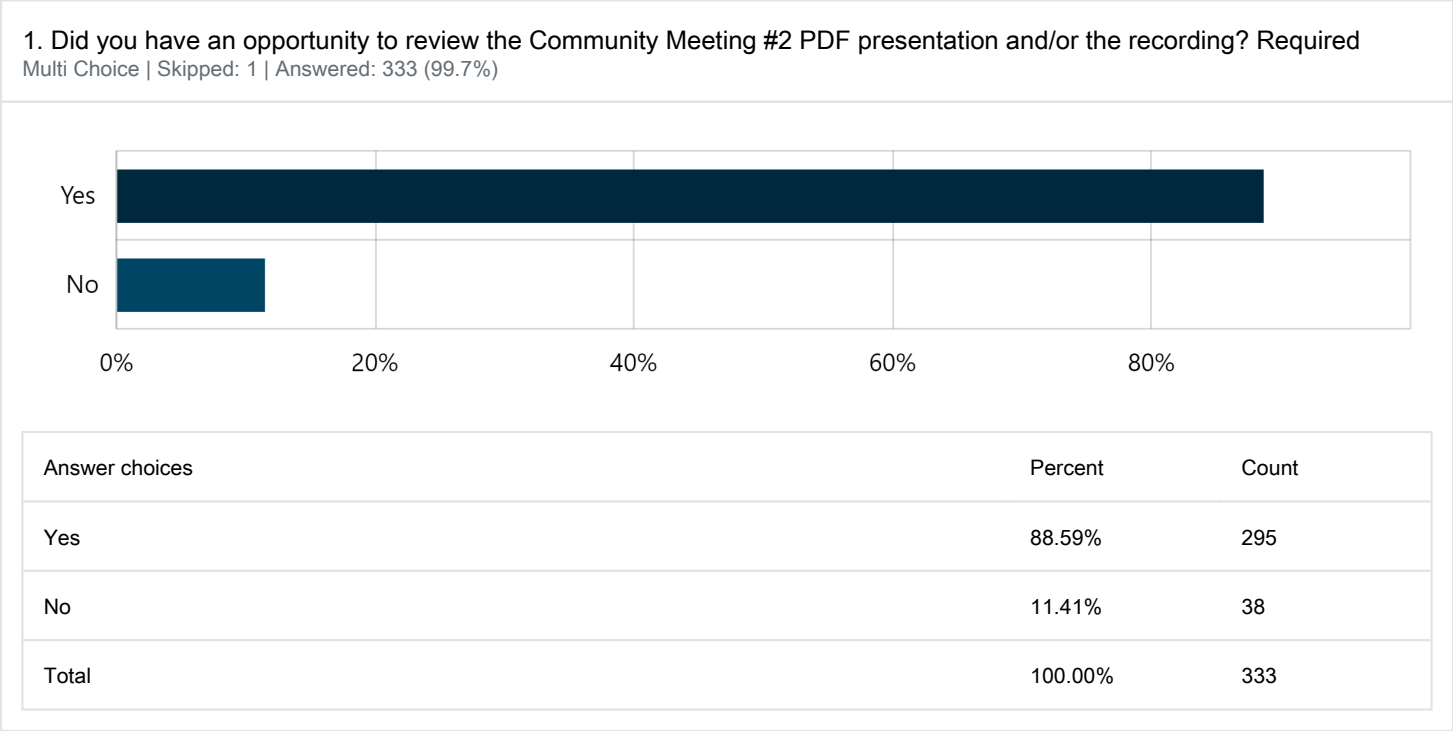 1. Did you have an opportunity to review the Community Meeting #2 PDF presentation and/or the recording? Required
Multi Choice | Skipped: 1 | Answered: 333 (99.7%)
Yes
No
0% 20% 40% 60% 80%
Answer choices Percent Count
Yes 88.59% 295
No 11.41% 38
Total 100.00% 333